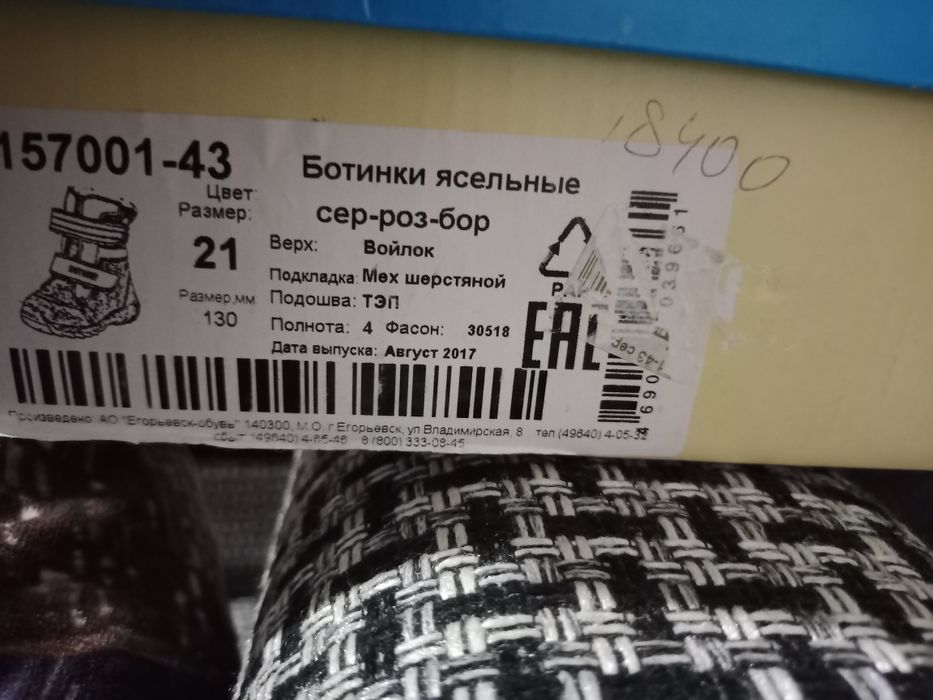 18400
157001-43
Ботинки ясельные
Цвет: сер-роз-бор
Размер: 21
Верх: Войлок
Подкладка: Мех шерстяной
Размер,мм 130
Подошва: ТЭП
Полнота: 4 Фасон: 30518
Дата выпуска: Август 2017
EAC
Произведено: АО "Егорьевск-обувь" 140300, М.О. г.Егорьевск, ул.Владимирская, 8 тел.(49640) 4-05-32
сбыт: (49640) 4-65-46 8 (800) 333-08-45